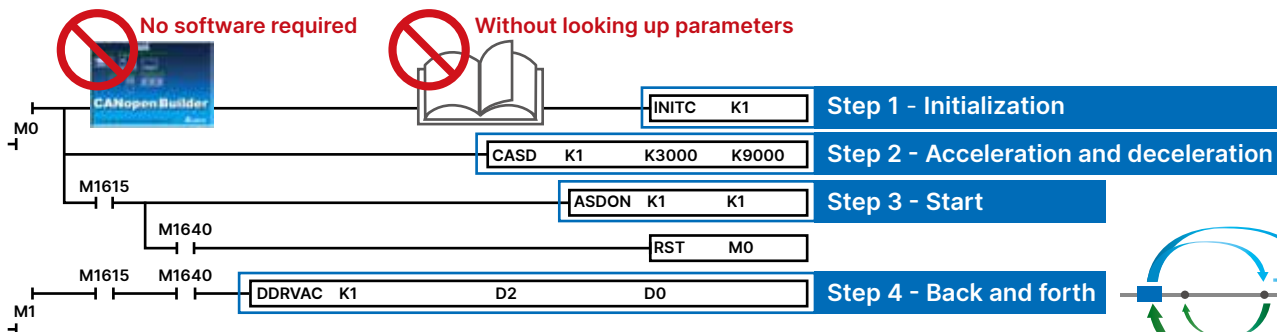 No software required
Without looking up parameters
CANopen Builder
INITC K1
Step 1 - Initialization
M0
CASD K1 K3000 K9000
Step 2 - Acceleration and deceleration
M1615
ASDON K1 K1
Step 3 - Start
M1640
RST M0
M1615 M1640
DDRVAC K1 D2 D0
Step 4 - Back and forth
M1